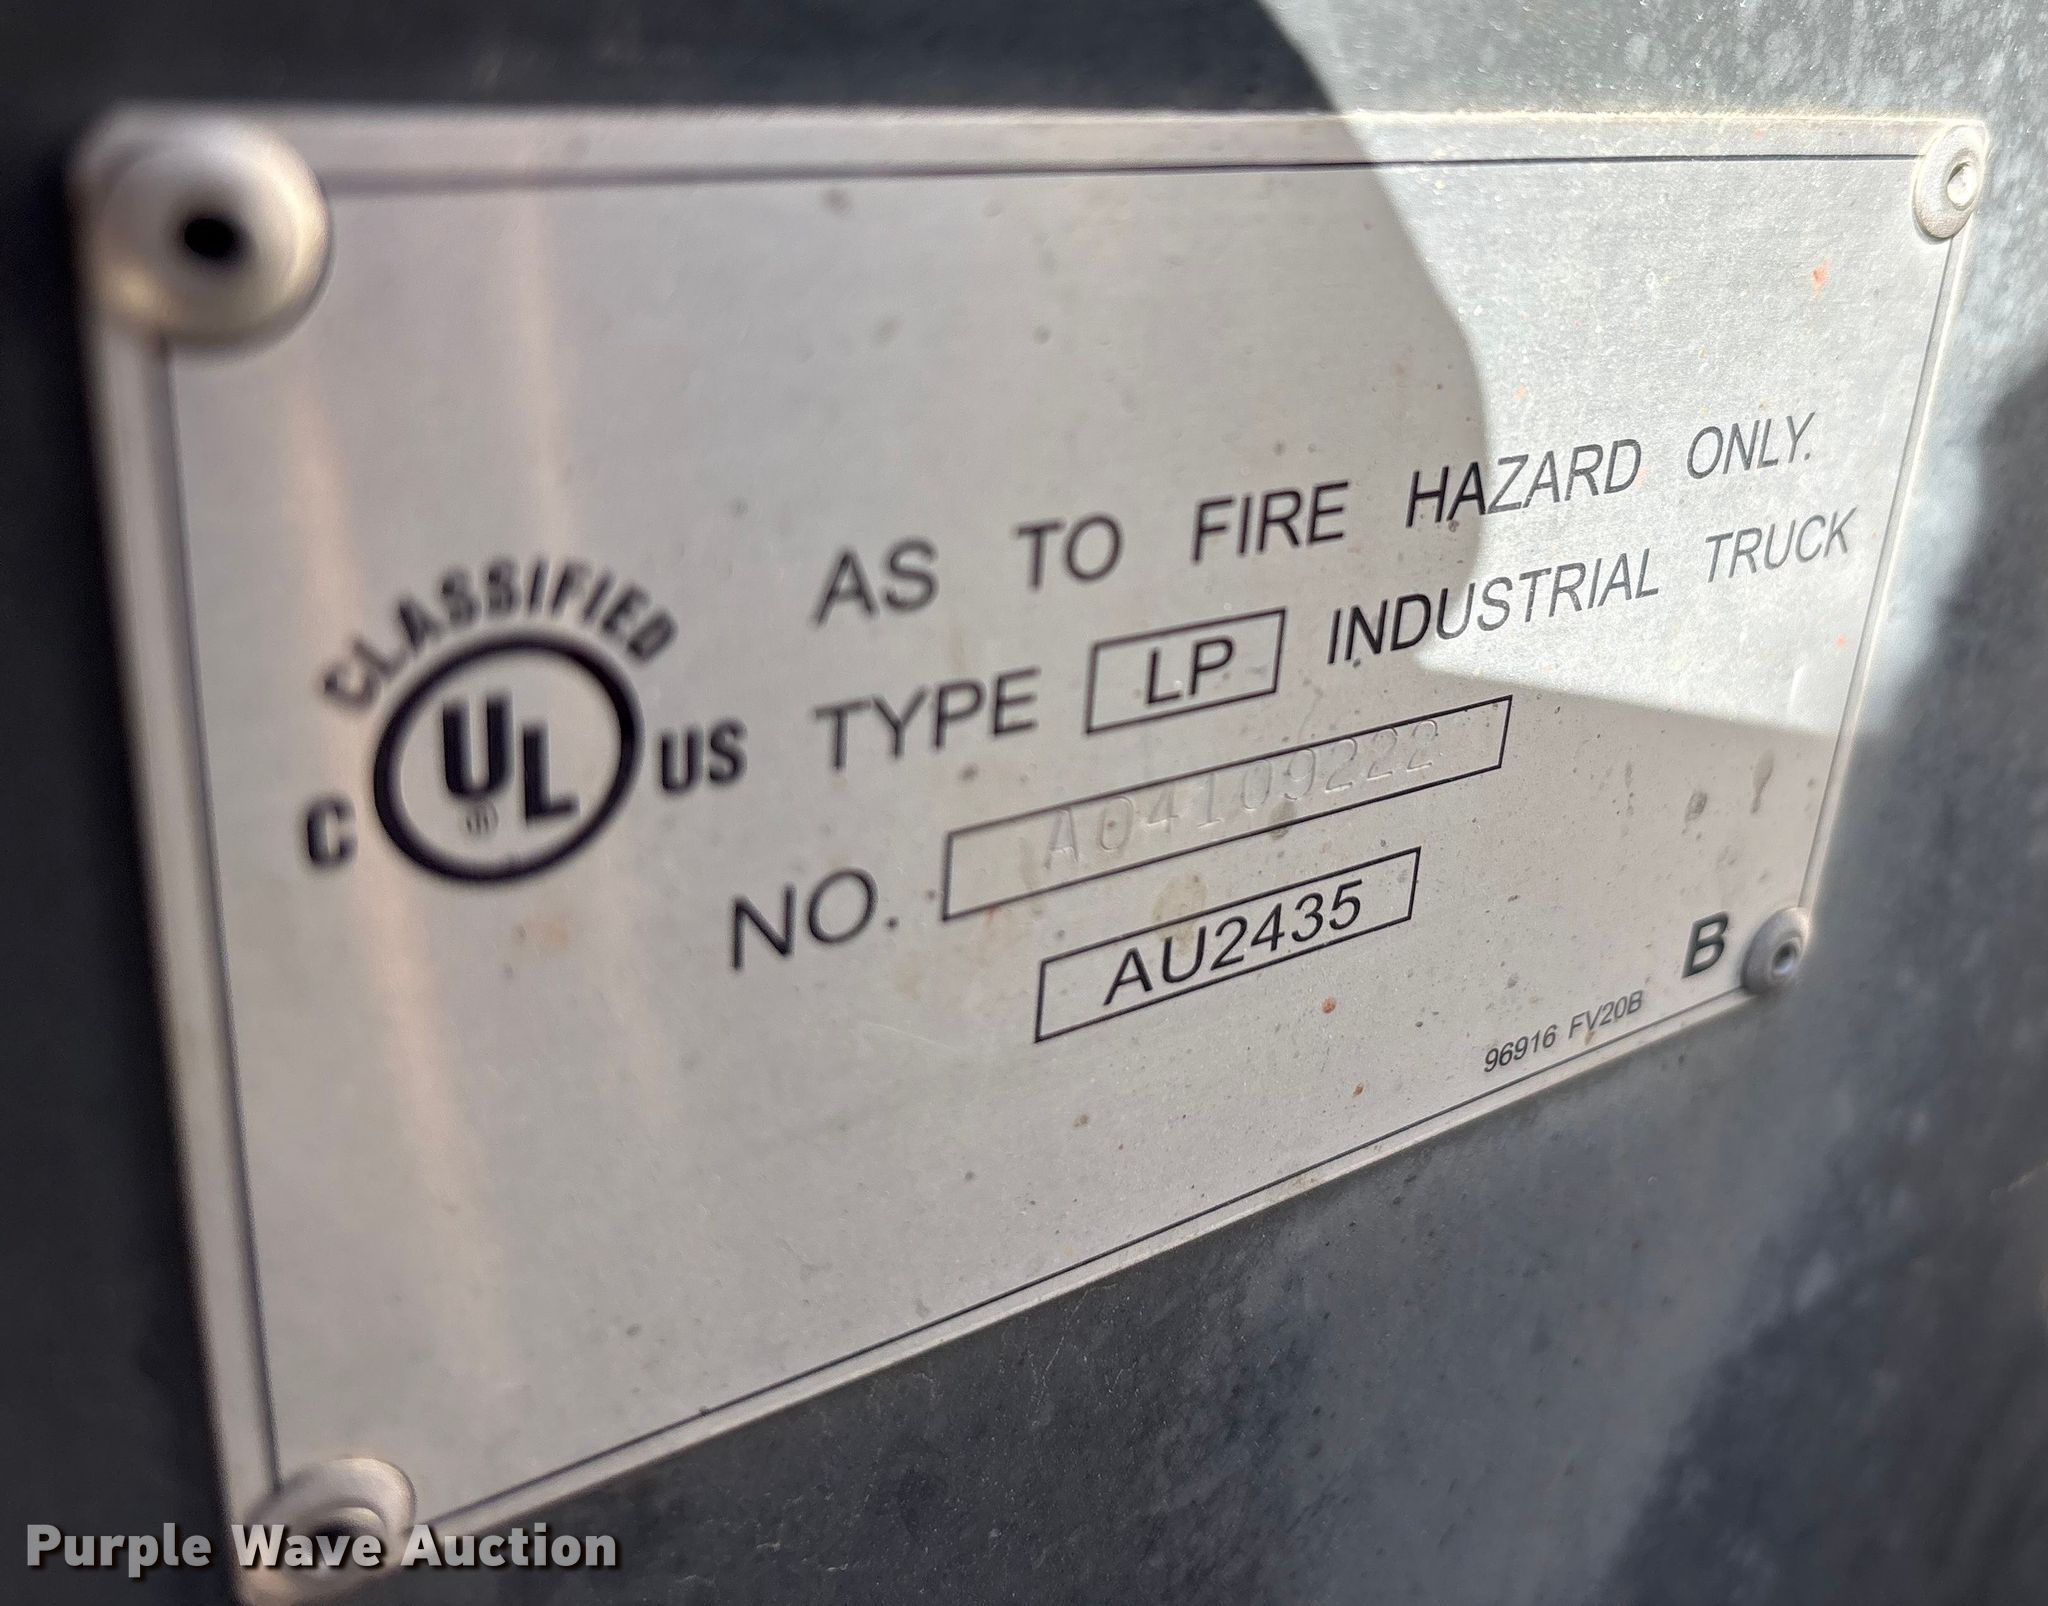 CLASSIFIED
C UL US
®
AS TO FIRE HAZARD ONLY.
TYPE LP INDUSTRIAL TRUCK
NO. A04109222
AU2435
B
96916 FV20B
Purple Wave Auction